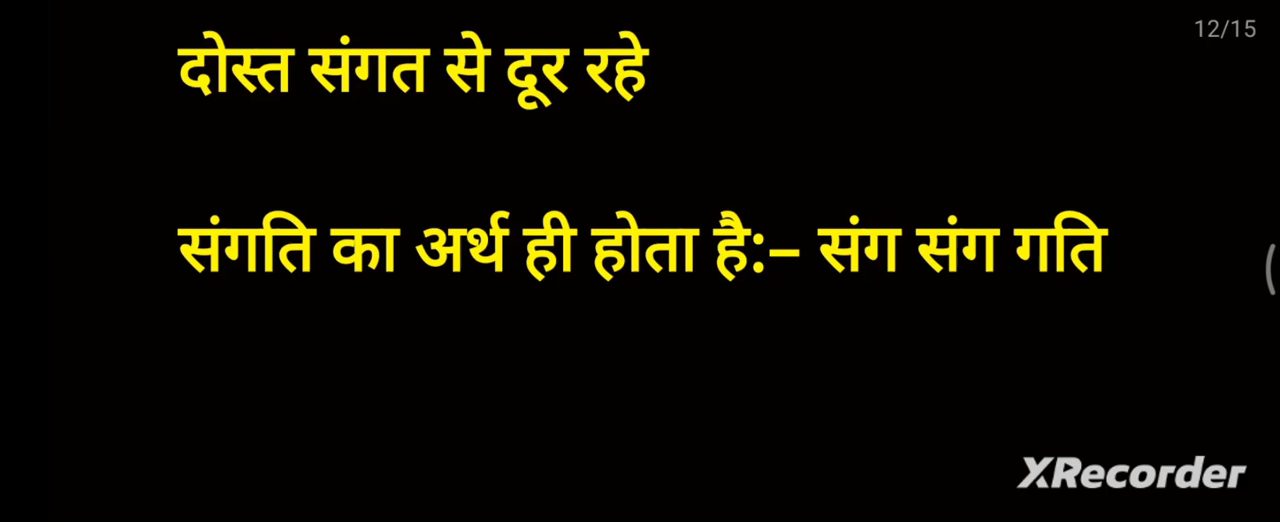 12/15
दोस्त संगत से दूर रहे
संगति का अर्थ ही होता है:– संग संग गति
XRecorder